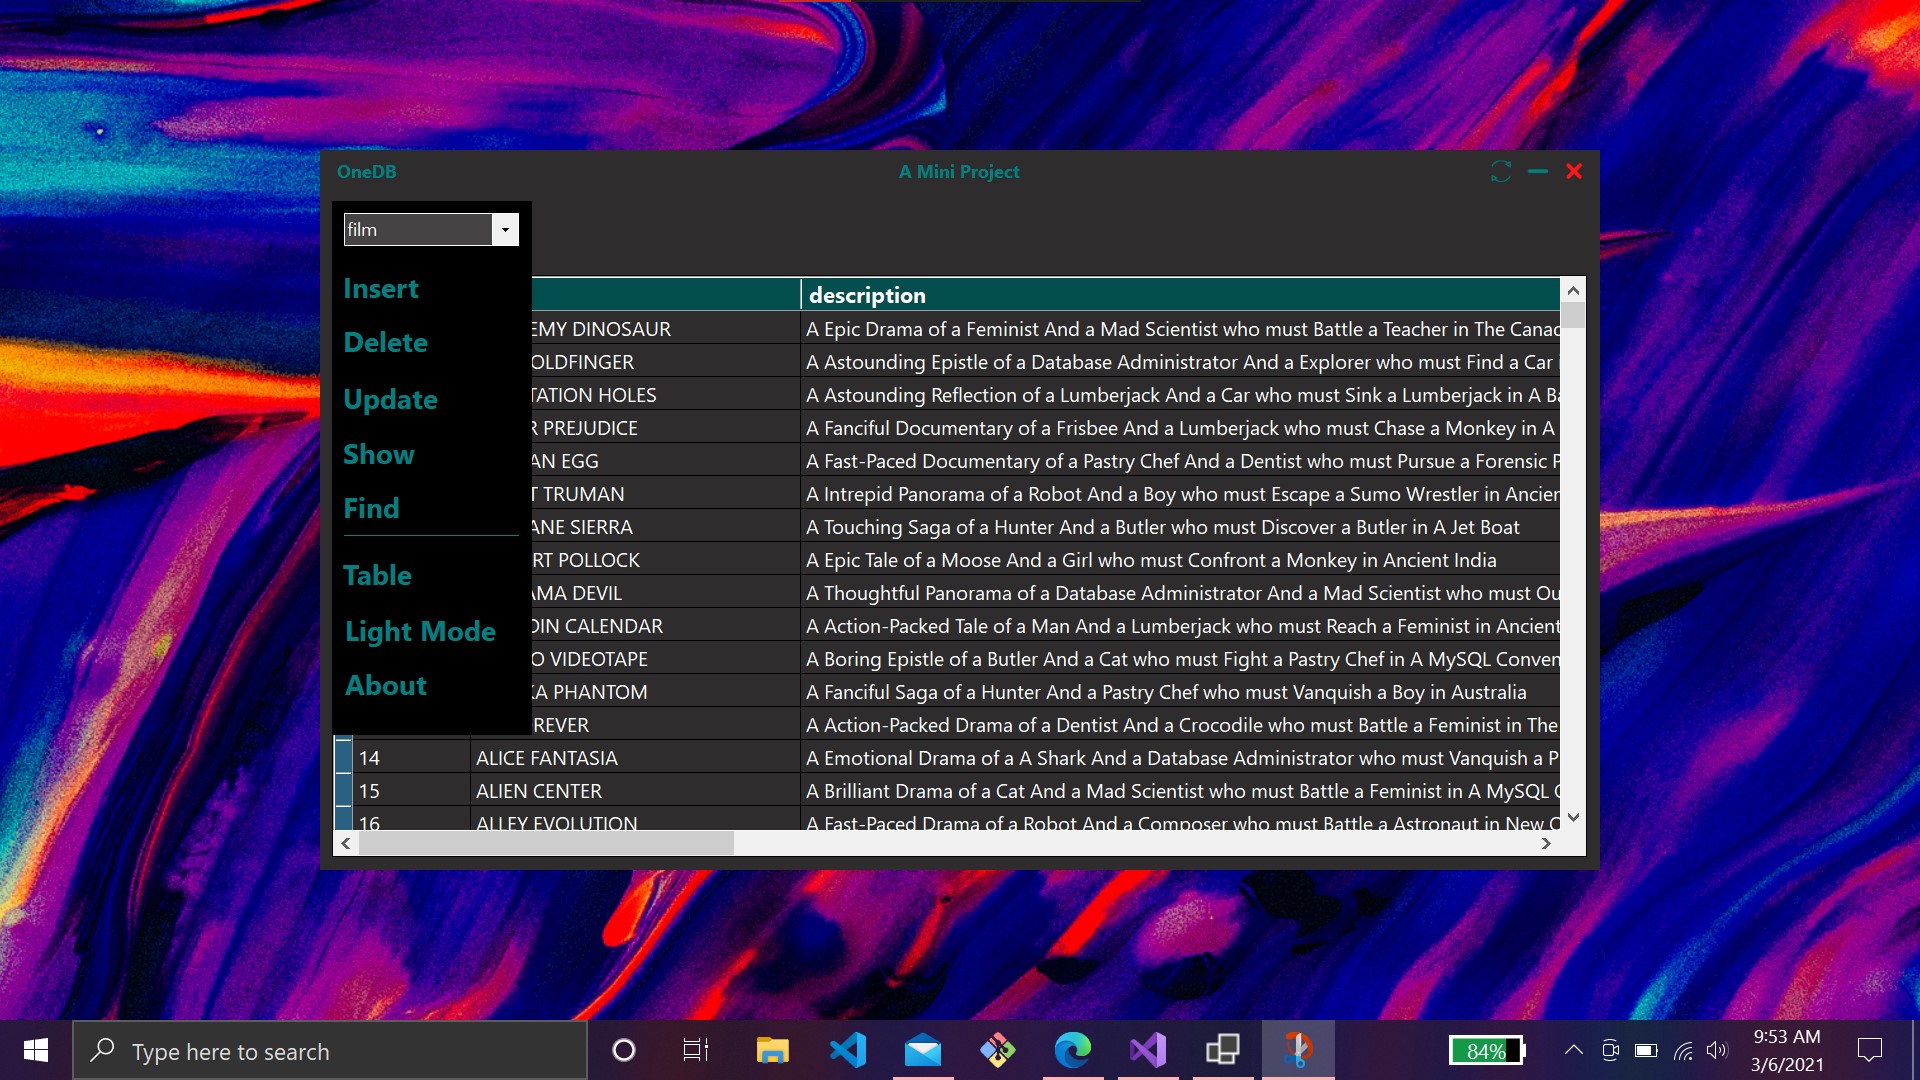 OneDB
A Mini Project
film
Insert
Delete
Update
Show
Find
Table
Light Mode
About
description
EMY DINOSAUR A Epic Drama of a Feminist And a Mad Scientist who must Battle a Teacher in The Canad
OLDFINGER A Astounding Epistle of a Database Administrator And a Explorer who must Find a Car i
TATION HOLES A Astounding Reflection of a Lumberjack And a Car who must Sink a Lumberjack in A Ba
R PREJUDICE A Fanciful Documentary of a Frisbee And a Lumberjack who must Chase a Monkey in A
AN EGG A Fast-Paced Documentary of a Pastry Chef And a Dentist who must Pursue a Forensic P
T TRUMAN A Intrepid Panorama of a Robot And a Boy who must Escape a Sumo Wrestler in Ancien
ANE SIERRA A Touching Saga of a Hunter And a Butler who must Discover a Butler in A Jet Boat
RT POLLOCK A Epic Tale of a Moose And a Girl who must Confront a Monkey in Ancient India
AMA DEVIL A Thoughtful Panorama of a Database Administrator And a Mad Scientist who must Ou
DIN CALENDAR A Action-Packed Tale of a Man And a Lumberjack who must Reach a Feminist in Ancient
O VIDEOTAPE A Boring Epistle of a Butler And a Cat who must Fight a Pastry Chef in A MySQL Conven
KA PHANTOM A Fanciful Saga of a Hunter And a Pastry Chef who must Vanquish a Boy in Australia
REVER A Action-Packed Drama of a Dentist And a Crocodile who must Battle a Feminist in The
14 ALICE FANTASIA A Emotional Drama of a A Shark And a Database Administrator who must Vanquish a P
15 ALIEN CENTER A Brilliant Drama of a Cat And a Mad Scientist who must Battle a Feminist in A MySQL C
16 ALLEY EVOLUTION A Fast-Paced Drama of a Robot And a Composer who must Battle a Astronaut in New O
Type here to search
84%
9:53 AM
3/6/2021